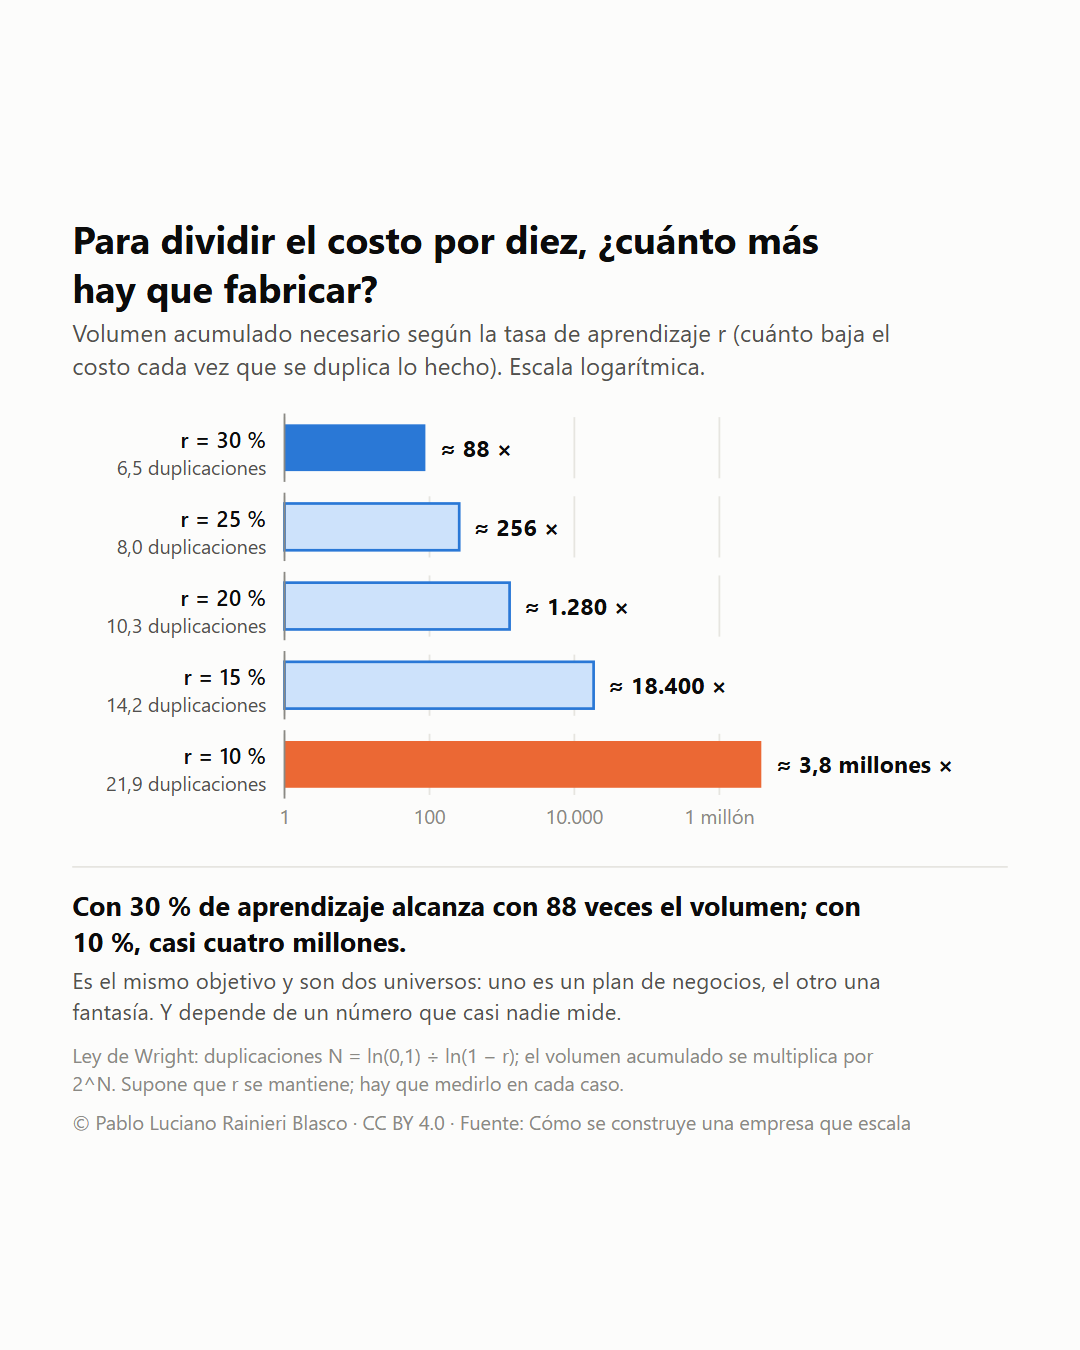 Para dividir el costo por diez, ¿cuánto más
hay que fabricar?
Volumen acumulado necesario según la tasa de aprendizaje r (cuánto baja el
costo cada vez que se duplica lo hecho). Escala logarítmica.
r = 30 %
6,5 duplicaciones
≈ 88 ×
r = 25 %
8,0 duplicaciones
≈ 256 ×
r = 20 %
10,3 duplicaciones
≈ 1.280 ×
r = 15 %
14,2 duplicaciones
≈ 18.400 ×
r = 10 %
21,9 duplicaciones
≈ 3,8 millones ×
1 100 10.000 1 millón
Con 30 % de aprendizaje alcanza con 88 veces el volumen; con
10 %, casi cuatro millones.
Es el mismo objetivo y son dos universos: uno es un plan de negocios, el otro una
fantasía. Y depende de un número que casi nadie mide.
Ley de Wright: duplicaciones N = ln(0,1) ÷ ln(1 − r); el volumen acumulado se multiplica por
2^N. Supone que r se mantiene; hay que medirlo en cada caso.
© Pablo Luciano Rainieri Blasco · CC BY 4.0 · Fuente: Cómo se construye una empresa que escala